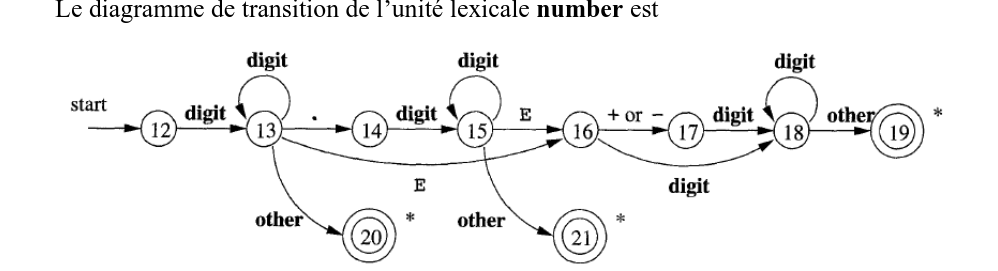 Le diagramme de transition de l'unité lexicale number est
digit digit digit
start digit . digit E + or - digit other *
12 13 14 15 16 17 18 19
E digit
other * other *
20 21